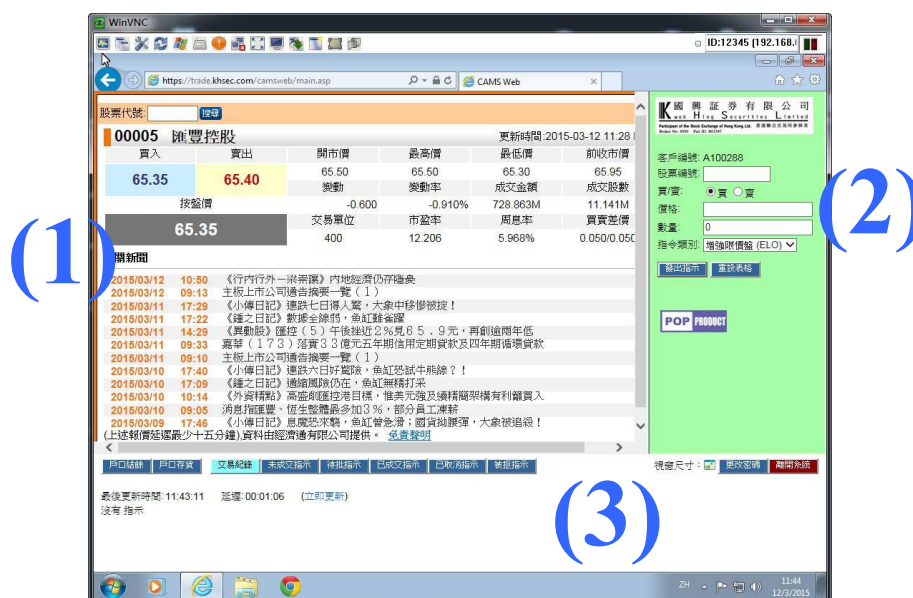 WinVNC
ID:12345 [192.168.
https://trade.khsec.com/camsweb/main.asp
CAMS Web
股票代號:
搜尋
00005 匯豐控股
更新時間:2015-03-12 11:28
買入 賣出 開市價 最高價 最低價 前收市價
65.35 65.40 65.50 65.50 65.30 65.95
變動 變動率 成交金額 成交股數
按盤價 -0.600 -0.910% 728.863M 11.141M
65.35 交易單位 市盈率 周息率 買賣差價
400 12.206 5.968% 0.050/0.050
關新聞
2015/03/12 10:50 《行內行外－梁崇讜》內地經濟仍存隱憂
2015/03/12 09:13 主板上市公司通告摘要一覽（１）
2015/03/11 17:29 《小傳日記》連跌七日得人驚，大象中移慘被掟！
2015/03/11 17:22 《鍾之日記》數據全線弱，魚缸雞雀躍
2015/03/11 14:29 《異動股》匯控（５）午後挫近２%見６５．９元，再創逾兩年低
2015/03/11 09:33 嘉華（１７３）落實３３億元五年期信用定期貸款及四年期循環貸款
2015/03/11 09:10 主板上市公司通告摘要一覽（１）
2015/03/10 17:40 《小傳日記》連跌六日好驚險，魚缸恐試牛熊線？！
2015/03/10 17:09 《鍾之日記》通縮風險仍在，魚缸無精打采
2015/03/10 10:14 《外資精點》高盛削匯控港目標，惟美元強及續精簡架構有利籲買入
2015/03/10 09:05 消息指匯豐、恆生整體最多加３%，部分員工凍薪
2015/03/09 17:46 《小傳日記》息魔恐來襲，魚缸曾急滑；國貨拗腰彈，大象被追殺！
(上述報價延遲最少十五分鐘),資料由經濟通有限公司提供。 免責聲明
國興証券有限公司
Kwok Hing Securities Limited
客戶編號: A100288
股票編號:
買/賣: 買 賣
價格:
數量: 0
指令類別: 增強限價盤 (ELO)
發出指示 重設表格
POP PRODUCT
(1)
(2)
戶口結餘 戶口存貨 交易紀錄 未成交指示 待批指示 已成交指示 已取消指示 被拒指示
視窗尺寸： 更改密碼 離開系統
最後更新時間: 11:43:11 延遲: 00:01:06 (立即更新)
沒有 指示
(3)
ZH
11:44
12/3/2015